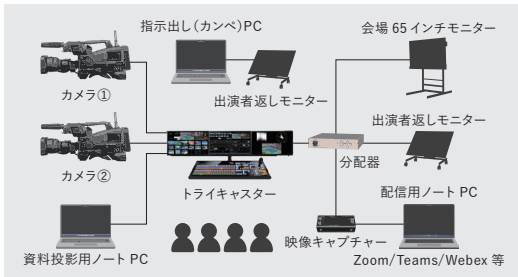 指示出し（カンペ）PC
会場 65 インチモニター
カメラ①
出演者返しモニター
出演者返しモニター
分配器
カメラ②
トライキャスター
配信用ノート PC
資料投影用ノート PC
映像キャプチャー
Zoom/Teams/Webex 等